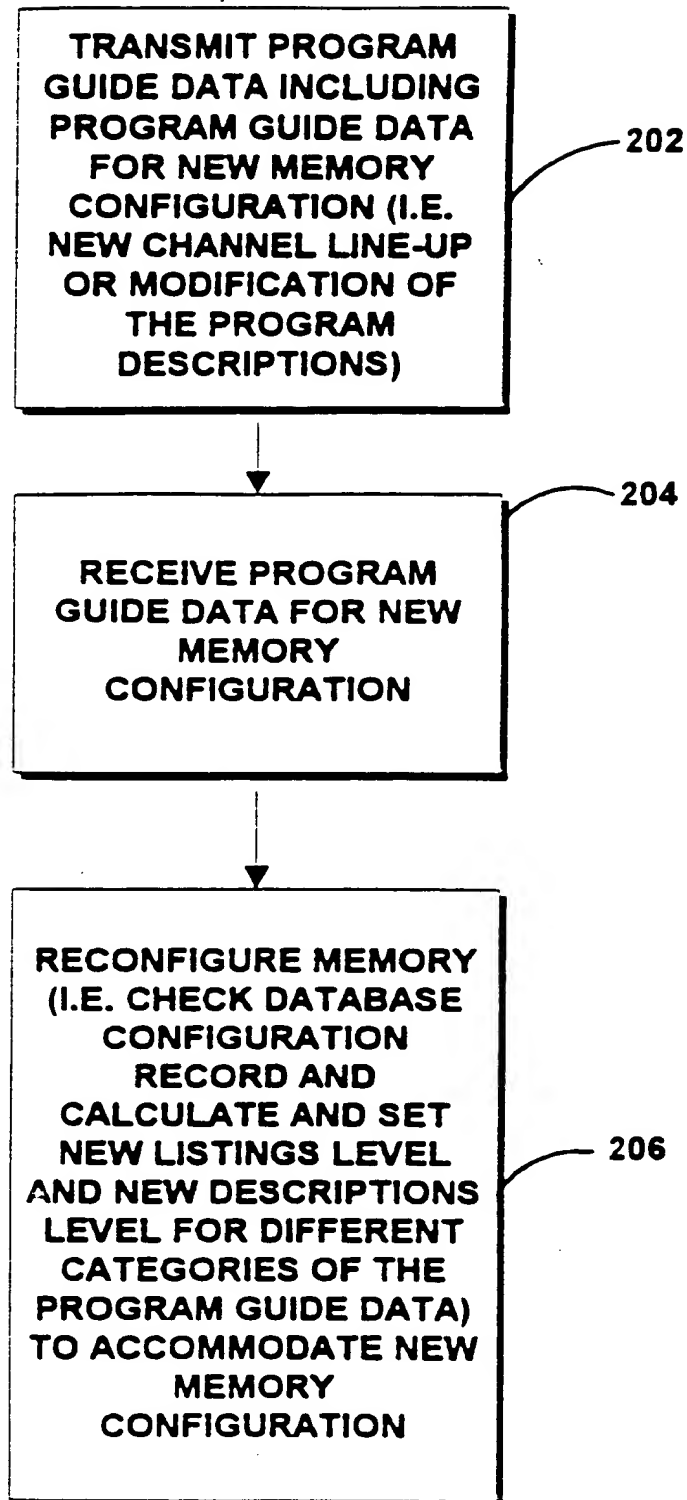 TRANSMIT PROGRAM
GUIDE DATA INCLUDING
PROGRAM GUIDE DATA
FOR NEW MEMORY
CONFIGURATION (I.E.
NEW CHANNEL LINE-UP
OR MODIFICATION OF
THE PROGRAM
DESCRIPTIONS)
202
RECEIVE PROGRAM
GUIDE DATA FOR NEW
MEMORY
CONFIGURATION
204
RECONFIGURE MEMORY
(I.E. CHECK DATABASE
CONFIGURATION
RECORD AND
CALCULATE AND SET
NEW LISTINGS LEVEL
AND NEW DESCRIPTIONS
LEVEL FOR DIFFERENT
CATEGORIES OF THE
PROGRAM GUIDE DATA)
TO ACCOMMODATE NEW
MEMORY
CONFIGURATION
206